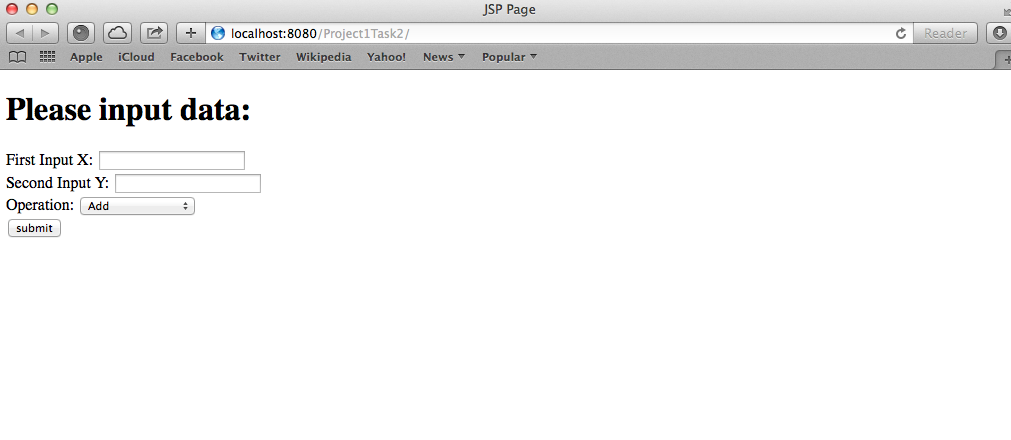 JSP Page
localhost:8080/Project1Task2/
Reader
Apple iCloud Facebook Twitter Wikipedia Yahoo! News Popular
Please input data:
First Input X:
Second Input Y:
Operation: Add
submit